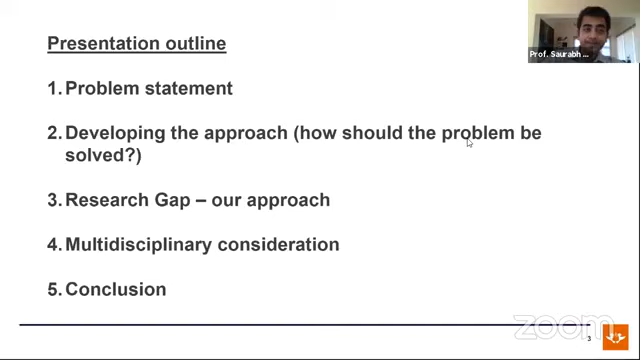 Presentation outline
Prof. Saurabh ...
1. Problem statement
2. Developing the approach (how should the problem be
solved?)
3. Research Gap – our approach
4. Multidisciplinary consideration
5. Conclusion
zoom
3